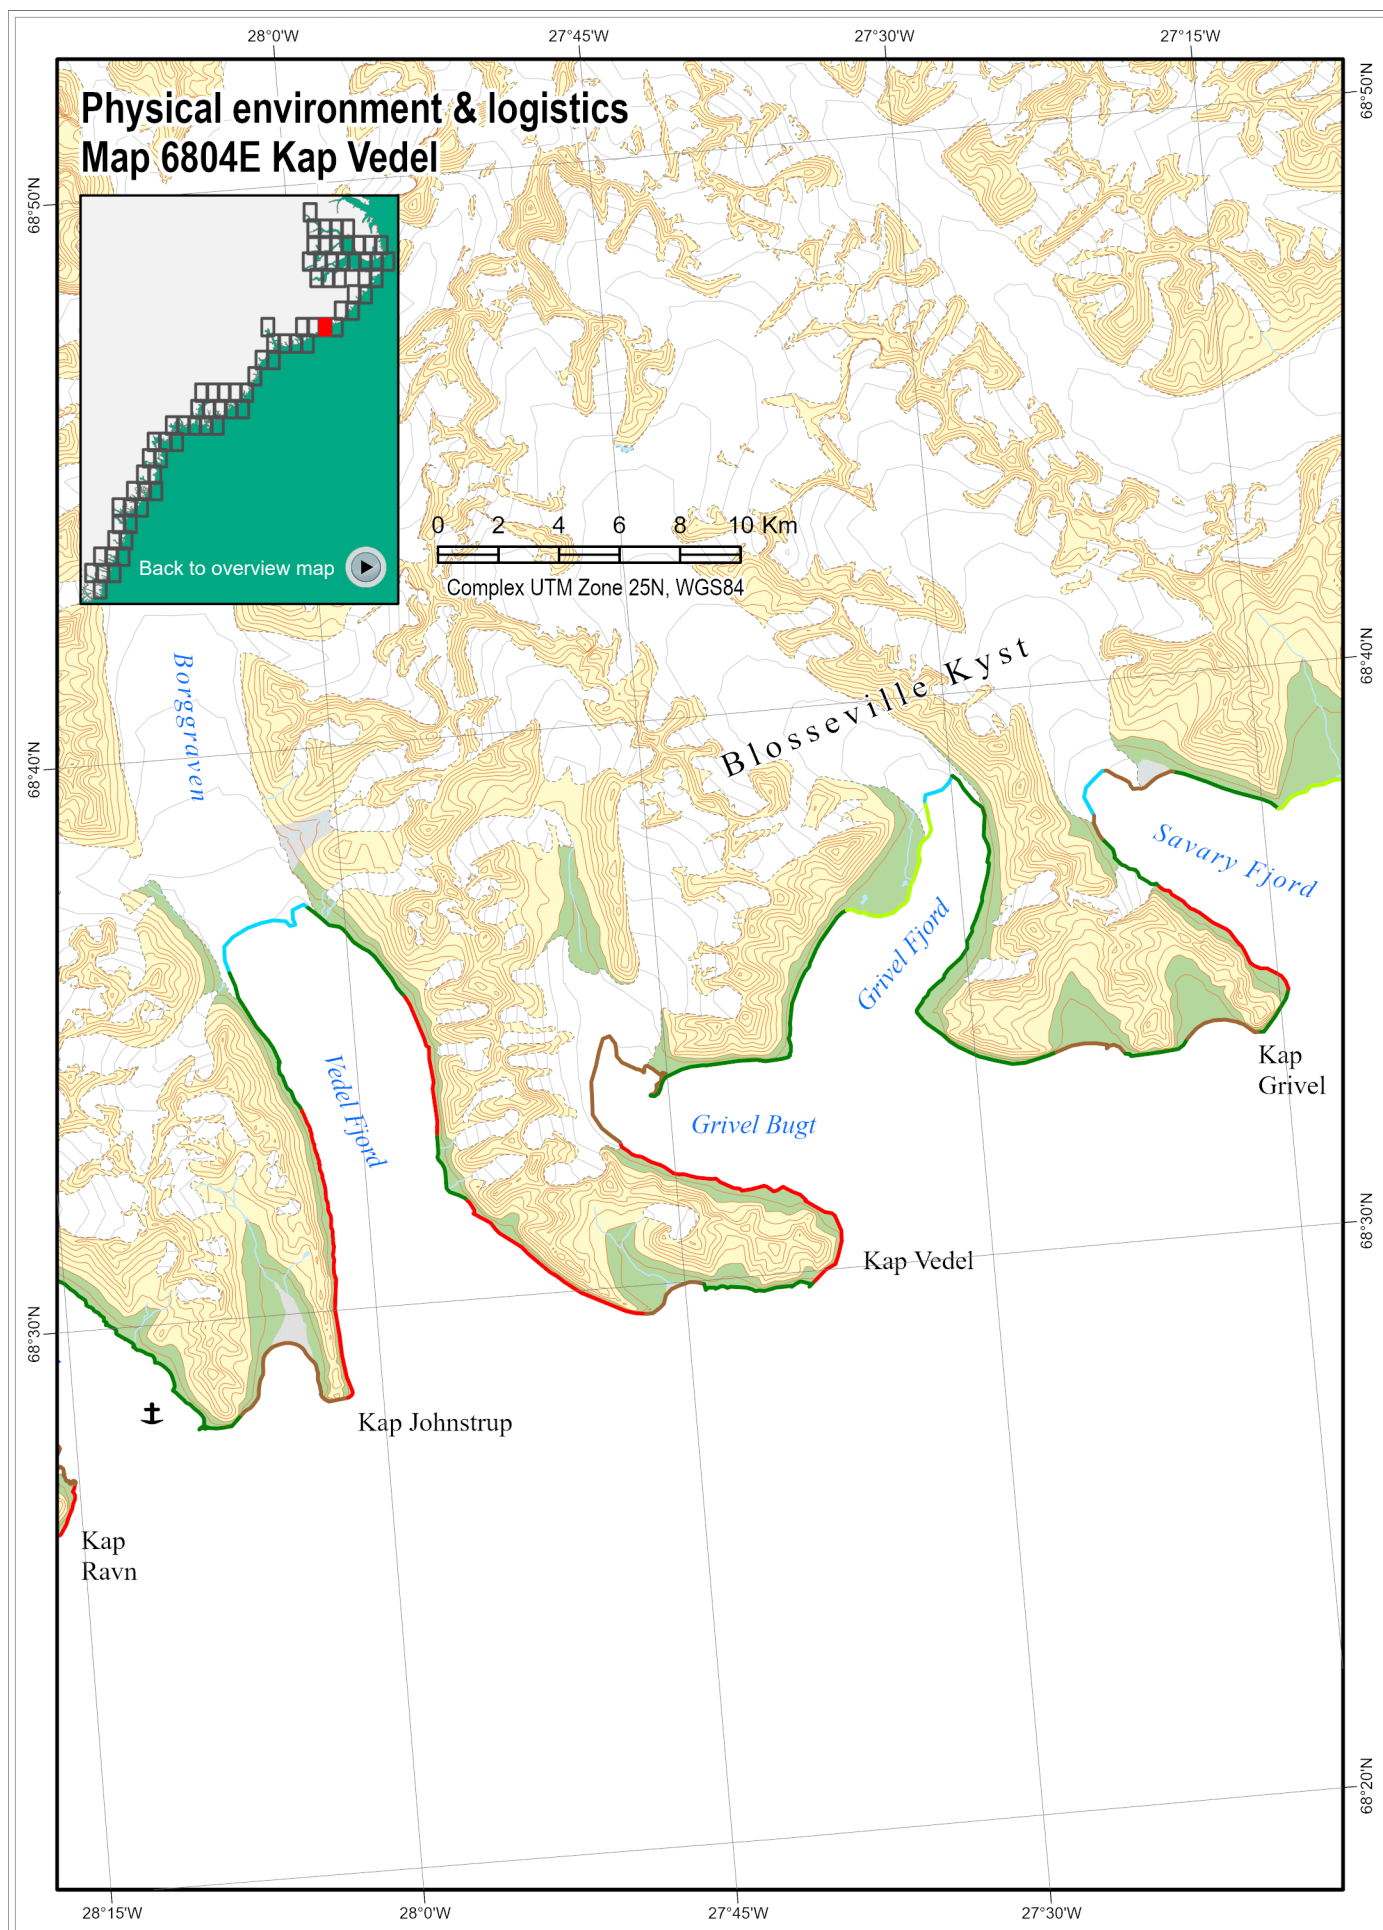 28°0'W 27°45'W 27°30'W 27°15'W
68°50'N
Physical environment & logistics
Map 6804E Kap Vedel
68°50'N
Back to overview map
0 2 4 6 8 10 Km
Complex UTM Zone 25N, WGS84
Borggraven
Blosseville Kyst
68°40'N
68°40'N
Savary Fjord
Grivel Fjord
Vedel Fjord
Kap
Grivel
Grivel Bugt
68°30'N
Kap Vedel
68°30'N
Kap Johnstrup
Kap
Ravn
68°20'N
28°15'W 28°0'W 27°45'W 27°30'W